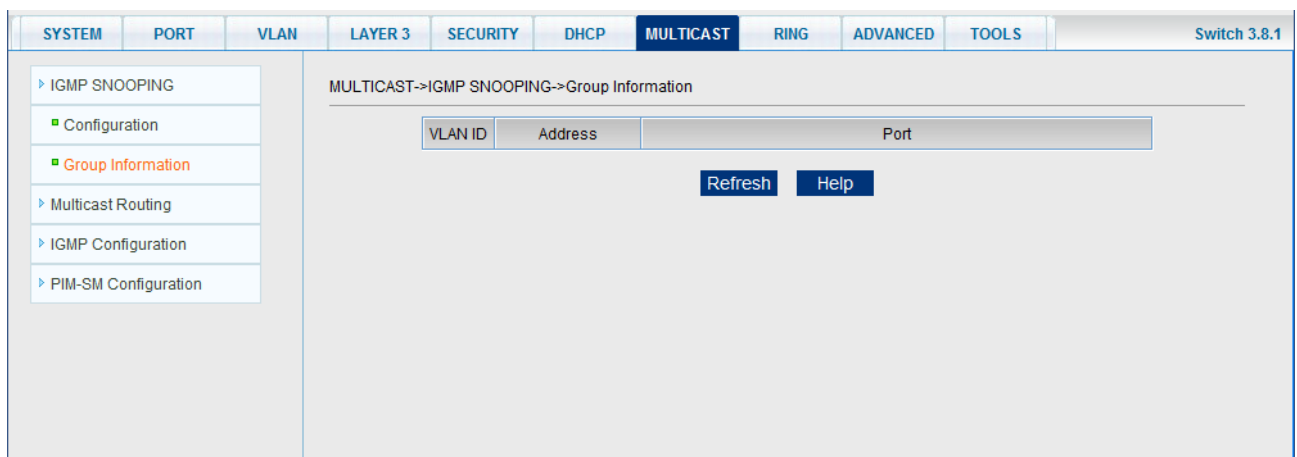 SYSTEM PORT VLAN LAYER 3 SECURITY DHCP MULTICAST RING ADVANCED TOOLS Switch 3.8.1
IGMP SNOOPING
Configuration
Group Information
Multicast Routing
IGMP Configuration
PIM-SM Configuration
MULTICAST->IGMP SNOOPING->Group Information
VLAN ID Address Port
Refresh Help